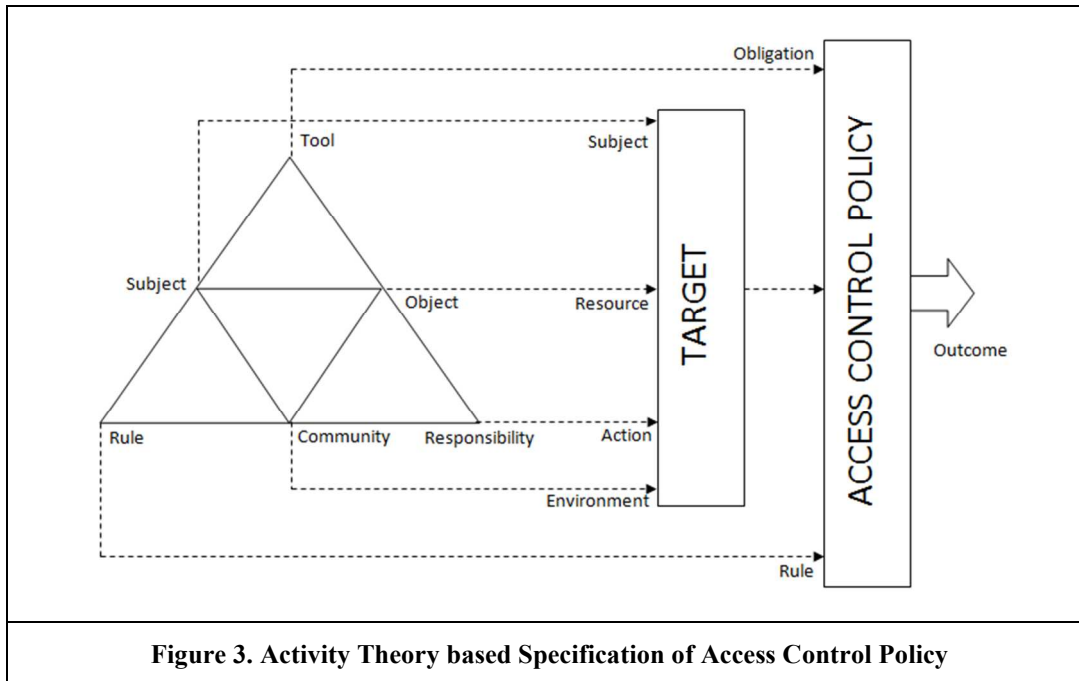 Obligation
Tool
Subject
Subject
Object
Resource
Rule
Community
Responsibility
Action
Environment
Rule
TARGET
ACCESS CONTROL POLICY
Outcome
Figure 3. Activity Theory based Specification of Access Control Policy